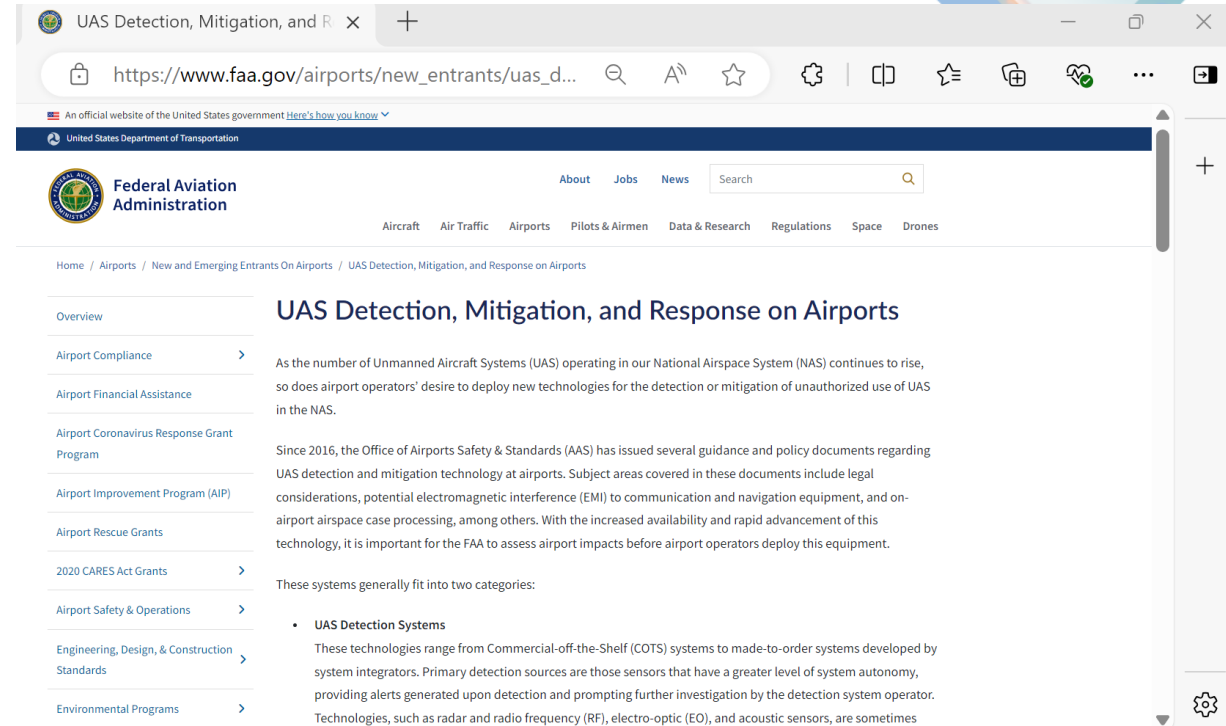 UAS Detection, Mitigation, and R
https://www.faa.gov/airports/new_entrants/uas_d...
An official website of the United States government Here's how you know
United States Department of Transportation
Federal Aviation
Administration
About Jobs News Search
Aircraft Air Traffic Airports Pilots & Airmen Data & Research Regulations Space Drones
Home / Airports / New and Emerging Entrants On Airports / UAS Detection, Mitigation, and Response on Airports
Overview
Airport Compliance
Airport Financial Assistance
Airport Coronavirus Response Grant
Program
Airport Improvement Program (AIP)
Airport Rescue Grants
2020 CARES Act Grants
Airport Safety & Operations
Engineering, Design, & Construction
Standards
Environmental Programs
UAS Detection, Mitigation, and Response on Airports
As the number of Unmanned Aircraft Systems (UAS) operating in our National Airspace System (NAS) continues to rise,
so does airport operators' desire to deploy new technologies for the detection or mitigation of unauthorized use of UAS
in the NAS.
Since 2016, the Office of Airports Safety & Standards (AAS) has issued several guidance and policy documents regarding
UAS detection and mitigation technology at airports. Subject areas covered in these documents include legal
considerations, potential electromagnetic interference (EMI) to communication and navigation equipment, and on-
airport airspace case processing, among others. With the increased availability and rapid advancement of this
technology, it is important for the FAA to assess airport impacts before airport operators deploy this equipment.
These systems generally fit into two categories:
• UAS Detection Systems
These technologies range from Commercial-off-the-Shelf (COTS) systems to made-to-order systems developed by
system integrators. Primary detection sources are those sensors that have a greater level of system autonomy,
providing alerts generated upon detection and prompting further investigation by the detection system operator.
Technologies, such as radar and radio frequency (RF), electro-optic (EO), and acoustic sensors, are sometimes